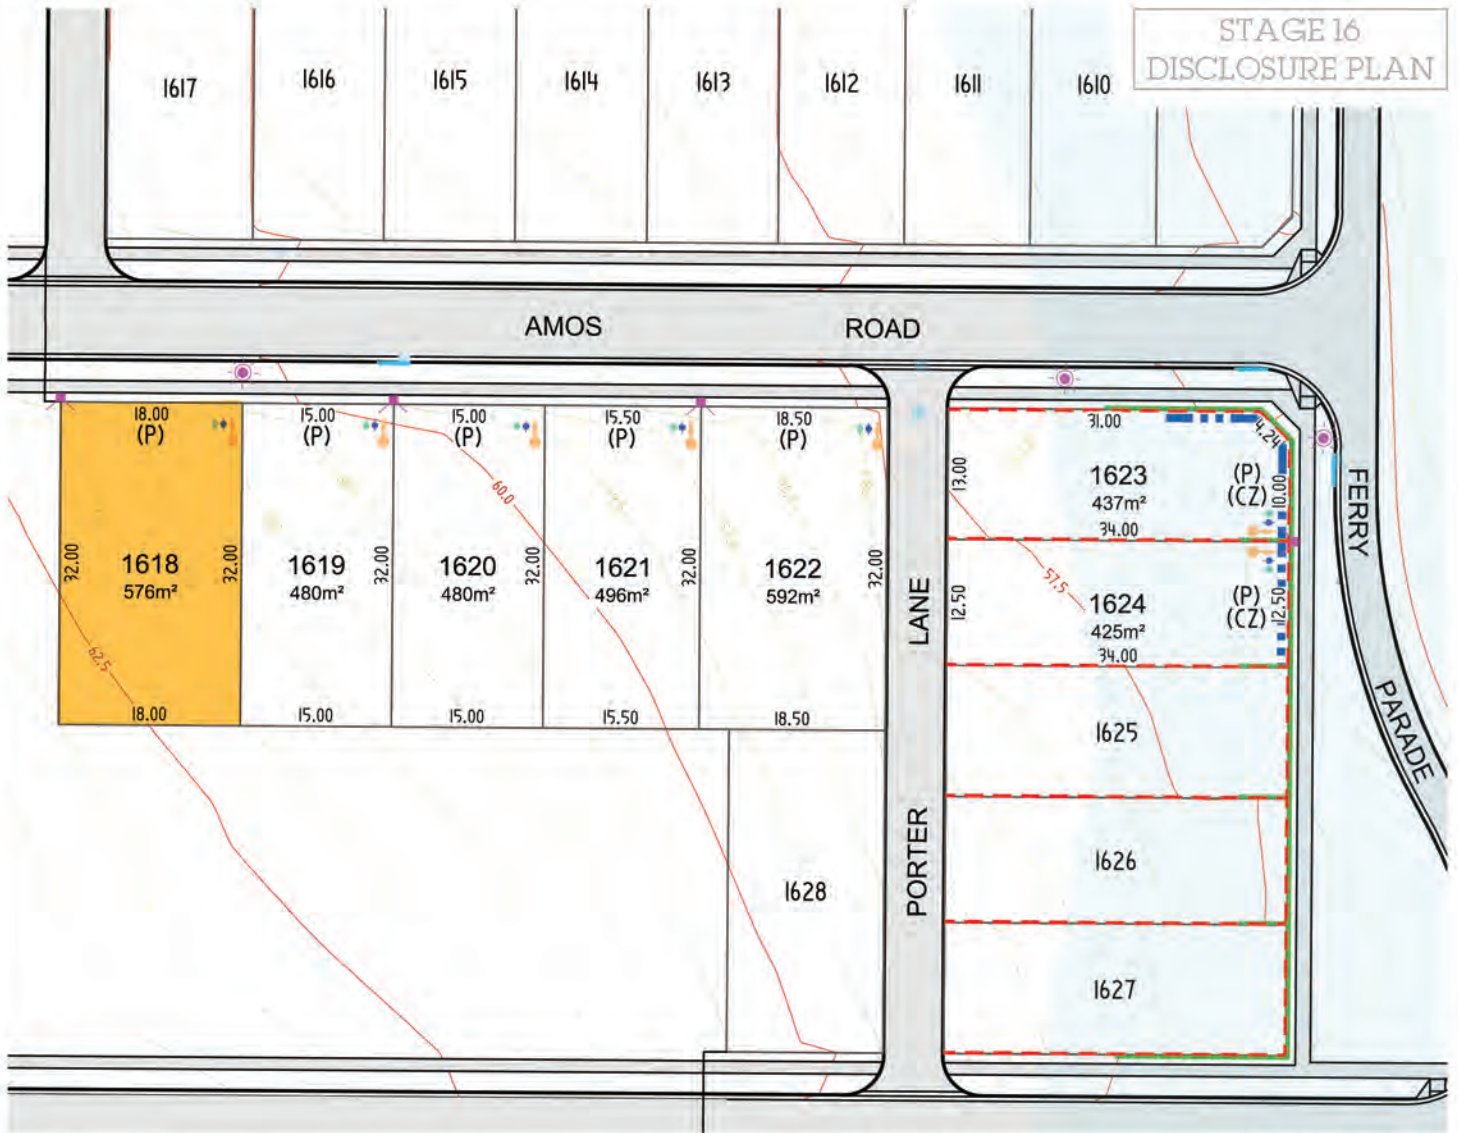 STAGE 16
DISCLOSURE PLAN
1617
1616
1615
1614
1613
1612
1611
1610
AMOS ROAD
18.00
(P)
15.00
(P)
15.00
(P)
15.50
(P)
18.50
(P)
31.00
4.24
32.00
1618
576m²
32.00
1619
480m²
32.00
1620
480m²
32.00
1621
496m²
32.00
1622
592m²
32.00
60.0
62.5
18.00
15.00
15.00
15.50
18.50
13.00
1623
437m²
34.00
(P)
(CZ)
10.00
12.50
57.5
1624
425m²
34.00
(P)
(CZ)
12.50
1625
1626
1627
1628
PORTER LANE
FERRY PARADE